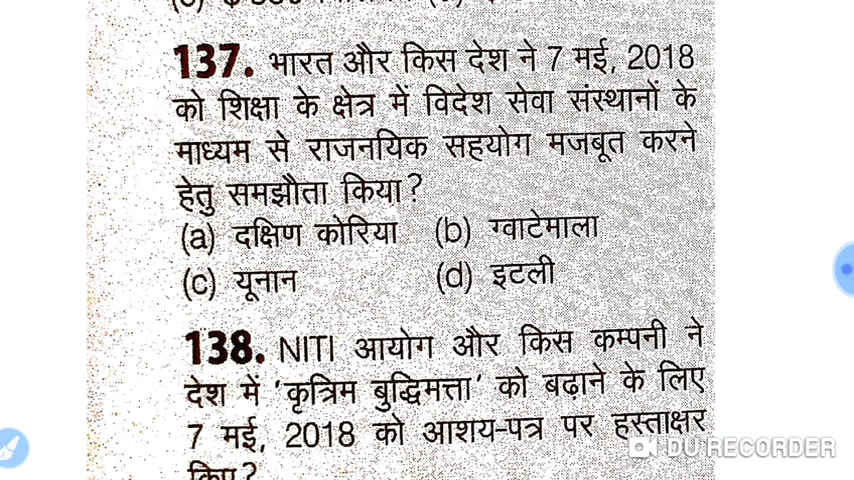 137. भारत और किस देश ने 7 मई, 2018
को शिक्षा के क्षेत्र में विदेश सेवा संस्थानों के
माध्यम से राजनयिक सहयोग मजबूत करने
हेतु समझौता किया?
(a) दक्षिण कोरिया (b) ग्वाटेमाला
(c) यूनान (d) इटली
138. NITI आयोग और किस कम्पनी ने
देश में 'कृत्रिम बुद्धिमत्ता' को बढ़ाने के लिए
7 मई, 2018 को आशय-पत्र पर हस्ताक्षर
किए?
DU RECORDER